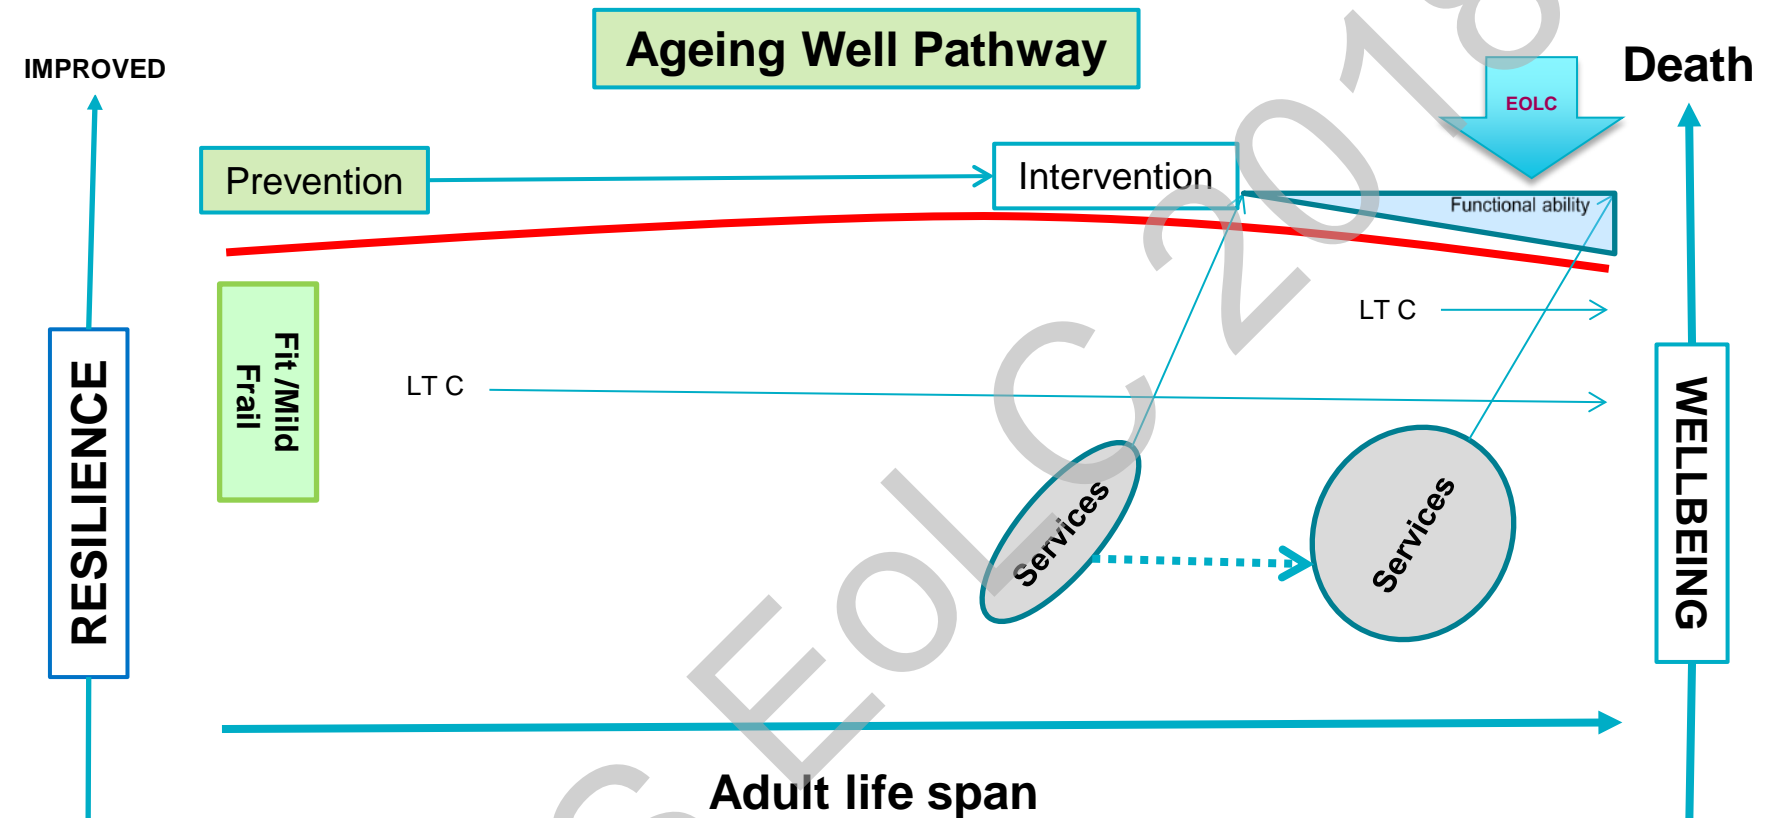 Ageing Well Pathway
IMPROVED
Death
EOLC
Prevention
Intervention
Functional ability
LT C
Fit /Mild
Frail
LT C
RESILIENCE
WELLBEING
Services
Services
Adult life span
S EoLC 2018